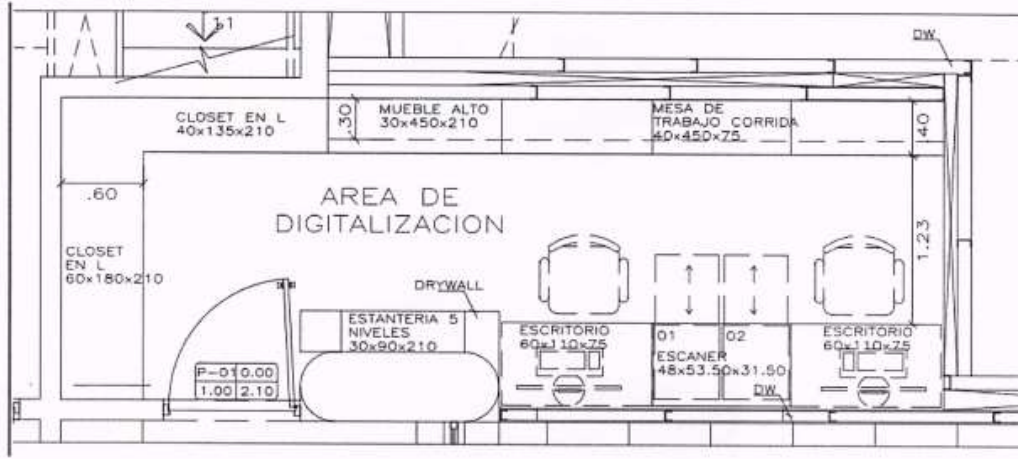 11
DW
CLOSET EN L
40x135x210
.30
MUEBLE ALTO
30x450x210
MESA DE
TRABAJO CORRIDA
40x450x75
.40
.60
AREA DE
DIGITALIZACION
1.23
CLOSET
EN L
60x180x210
DRYWALL
ESTANTERIA 5
NIVELES
30x90x210
ESCRITORIO
60x110x75
01
02
ESCANER
48x53.50x31.50
ESCRITORIO
60x110x75
P-01 0.00
1.00 2.10
DW